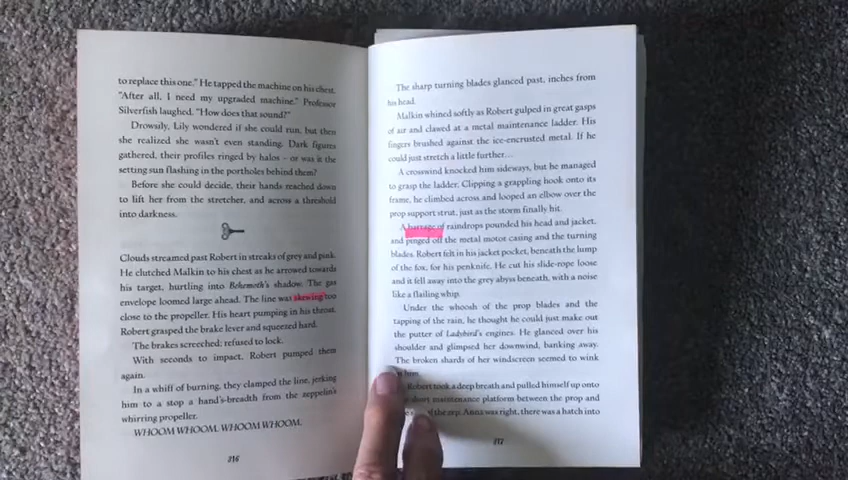 to replace this one." He tapped the machine on his chest.
"After all, I need my upgraded machine." Professor
Silverfish laughed. "How does that sound?"
Drowsily, Lily wondered if she could run, but then
she realized she wasn't even standing. Dark figures
gathered, their profiles ringed by halos – or was it the
setting sun flashing in the portholes behind them?
Before she could decide, their hands reached down
to lift her from the stretcher, and across a threshold
into darkness.
Clouds streamed past Robert in streaks of grey and pink.
He clutched Malkin to his chest as he arrowed towards
his target, hurtling into Behemoth's shadow. The gas
envelope loomed large ahead. The line was skewing too
close to the propeller. His heart pumping in his throat,
Robert grasped the brake lever and squeezed hard.
The brakes screeched; refused to lock.
With seconds to impact, Robert pumped them
again.
In a whiff of burning, they clamped the line, jerking
him to a stop a hand's-breadth from the zeppelin's
whirring propeller.
WHOOM WHOOM. WHOOM WHOOM.
216
The sharp turning blades glanced past, inches from
his head.
Malkin whined softly as Robert gulped in great gasps
of air and clawed at a metal maintenance ladder. His
fingers brushed against the ice-encrusted metal. If he
could just stretch a little further…
A crosswind knocked him sideways, but he managed
to grasp the ladder. Clipping a grappling hook onto its
frame, he climbed across and looped an elbow over the
prop support strut, just as the storm finally hit.
A barrage of raindrops pounded his head and jacket,
and pinged off the metal motor casing and the turning
blades. Robert felt in his jacket pocket, beneath the lump
of the fox, for his penknife. He cut his slide-rope loose
and it fell away into the grey abyss beneath, with a noise
like a flailing whip.
Under the whoosh of the prop blades and the
tapping of the rain, he thought he could just make out
the putter of Ladybird's engines. He glanced over his
shoulder and glimpsed her downwind, banking away.
The broken shards of her windscreen seemed to wink
him.
Robert took a deep breath and pulled himself up onto
short maintenance platform between the prop and
of the zep. Anna was right, there was a hatch into
217